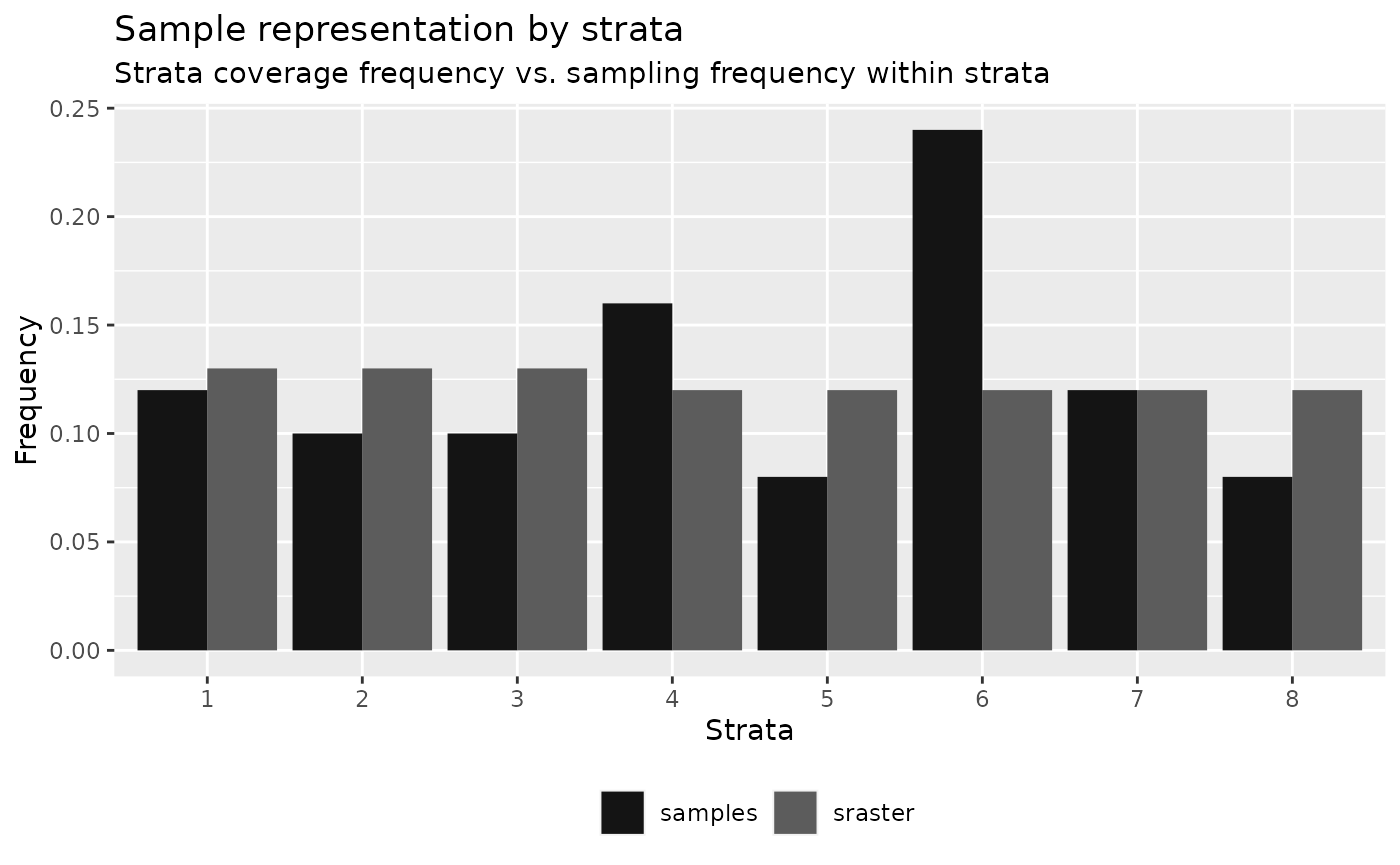 Sample representation by strata
Strata coverage frequency vs. sampling frequency within strata
0.25
0.20
0.15
0.10
0.05
0.00
Frequency
1 2 3 4 5 6 7 8
Strata
samples sraster